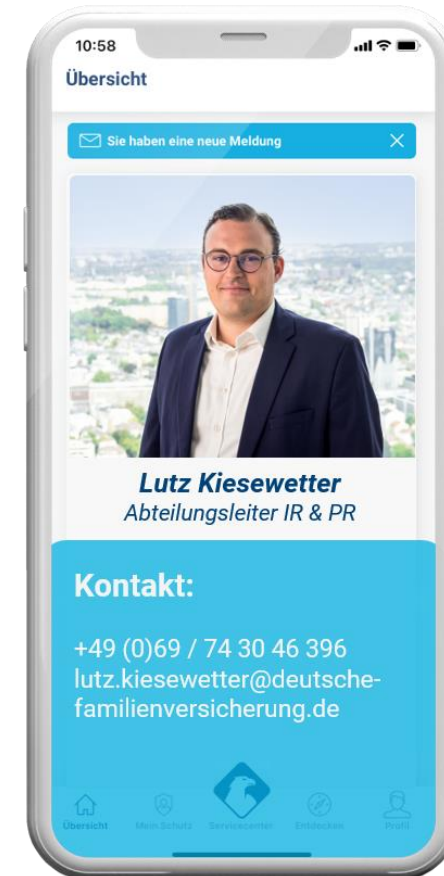 10:58
Übersicht
Sie haben eine neue Meldung
Lutz Kiesewetter
Abteilungsleiter IR & PR
Kontakt:
+49 (0)69 / 74 30 46 396
lutz.kiesewetter@deutsche-
familienversicherung.de
Übersicht Mein Schutz Servicecenter Entdecken Profil